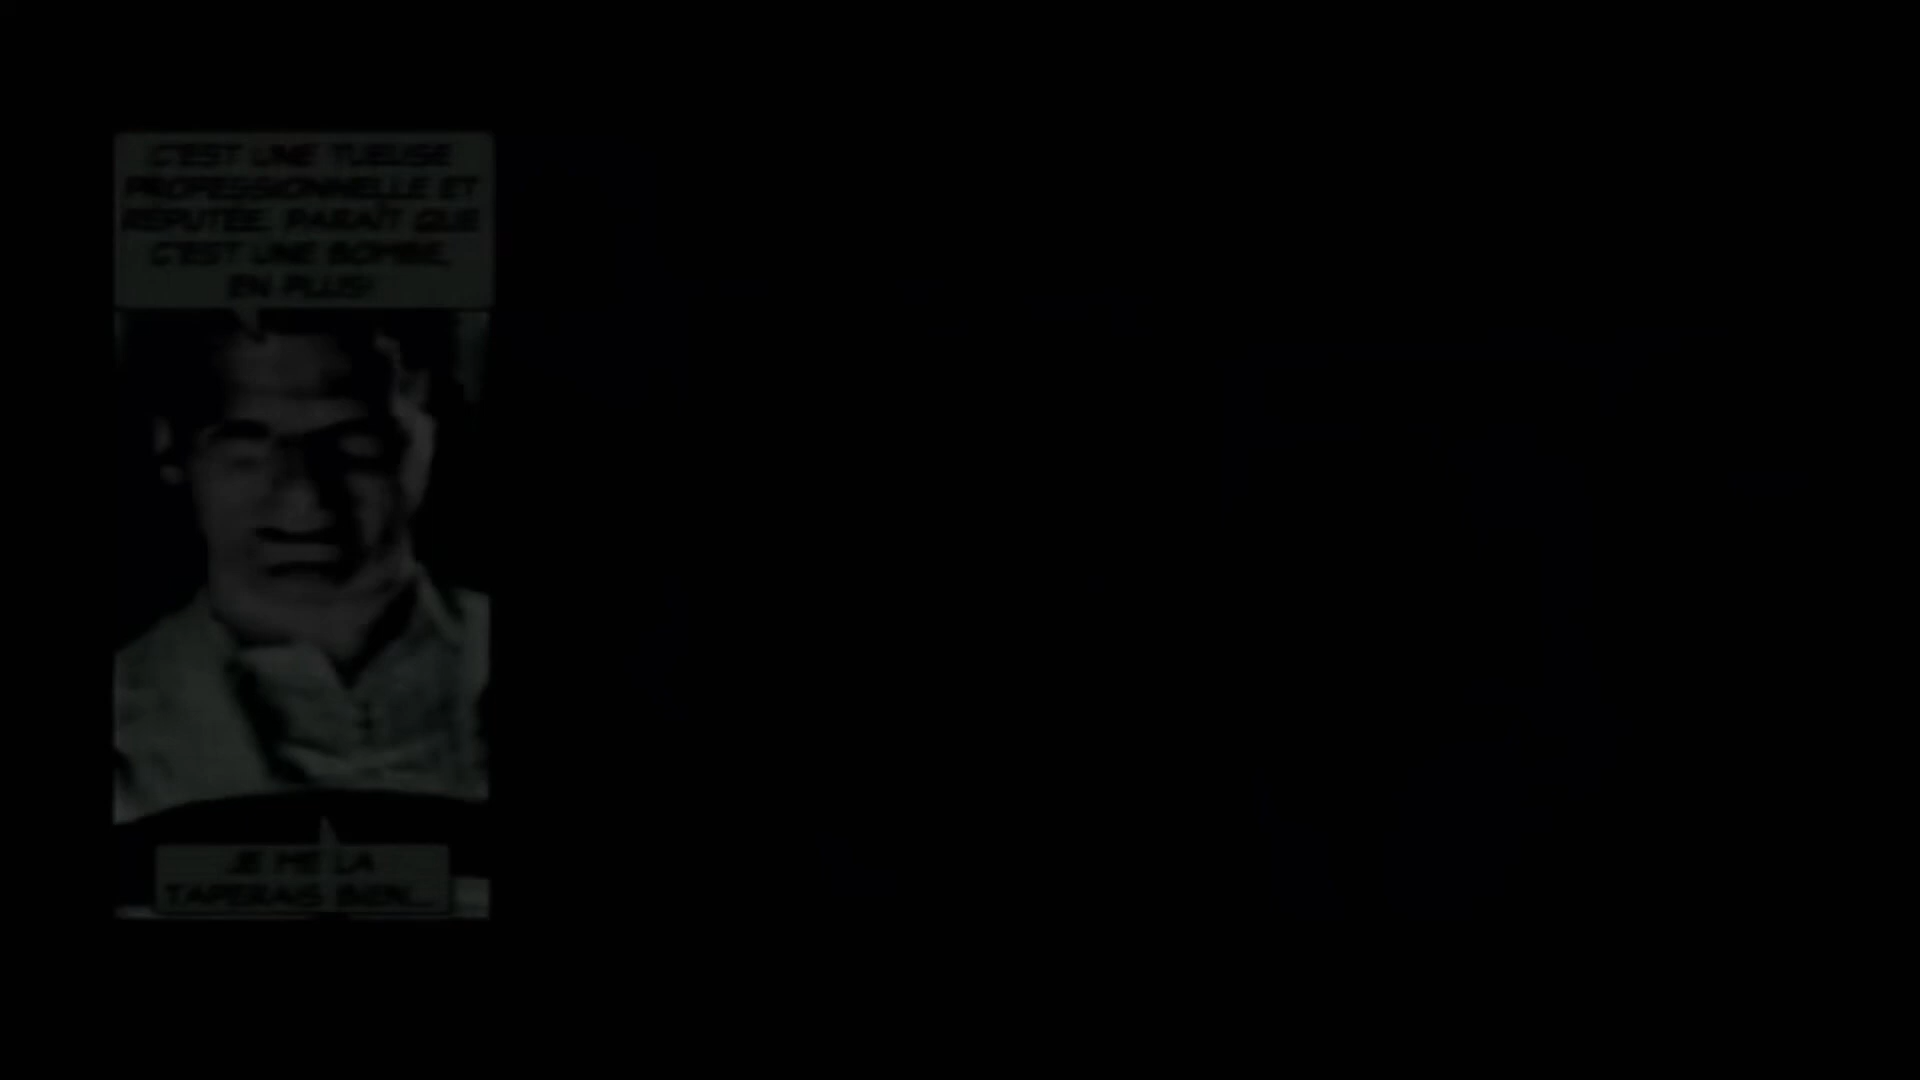 C'EST UNE TUEUSE
PROFESSIONNELLE ET
RÉPUTÉE. PARAÎT QUE
C'EST UNE BOMBE,
EN PLUS!
JE ME LA
TAPERAIS BIEN...